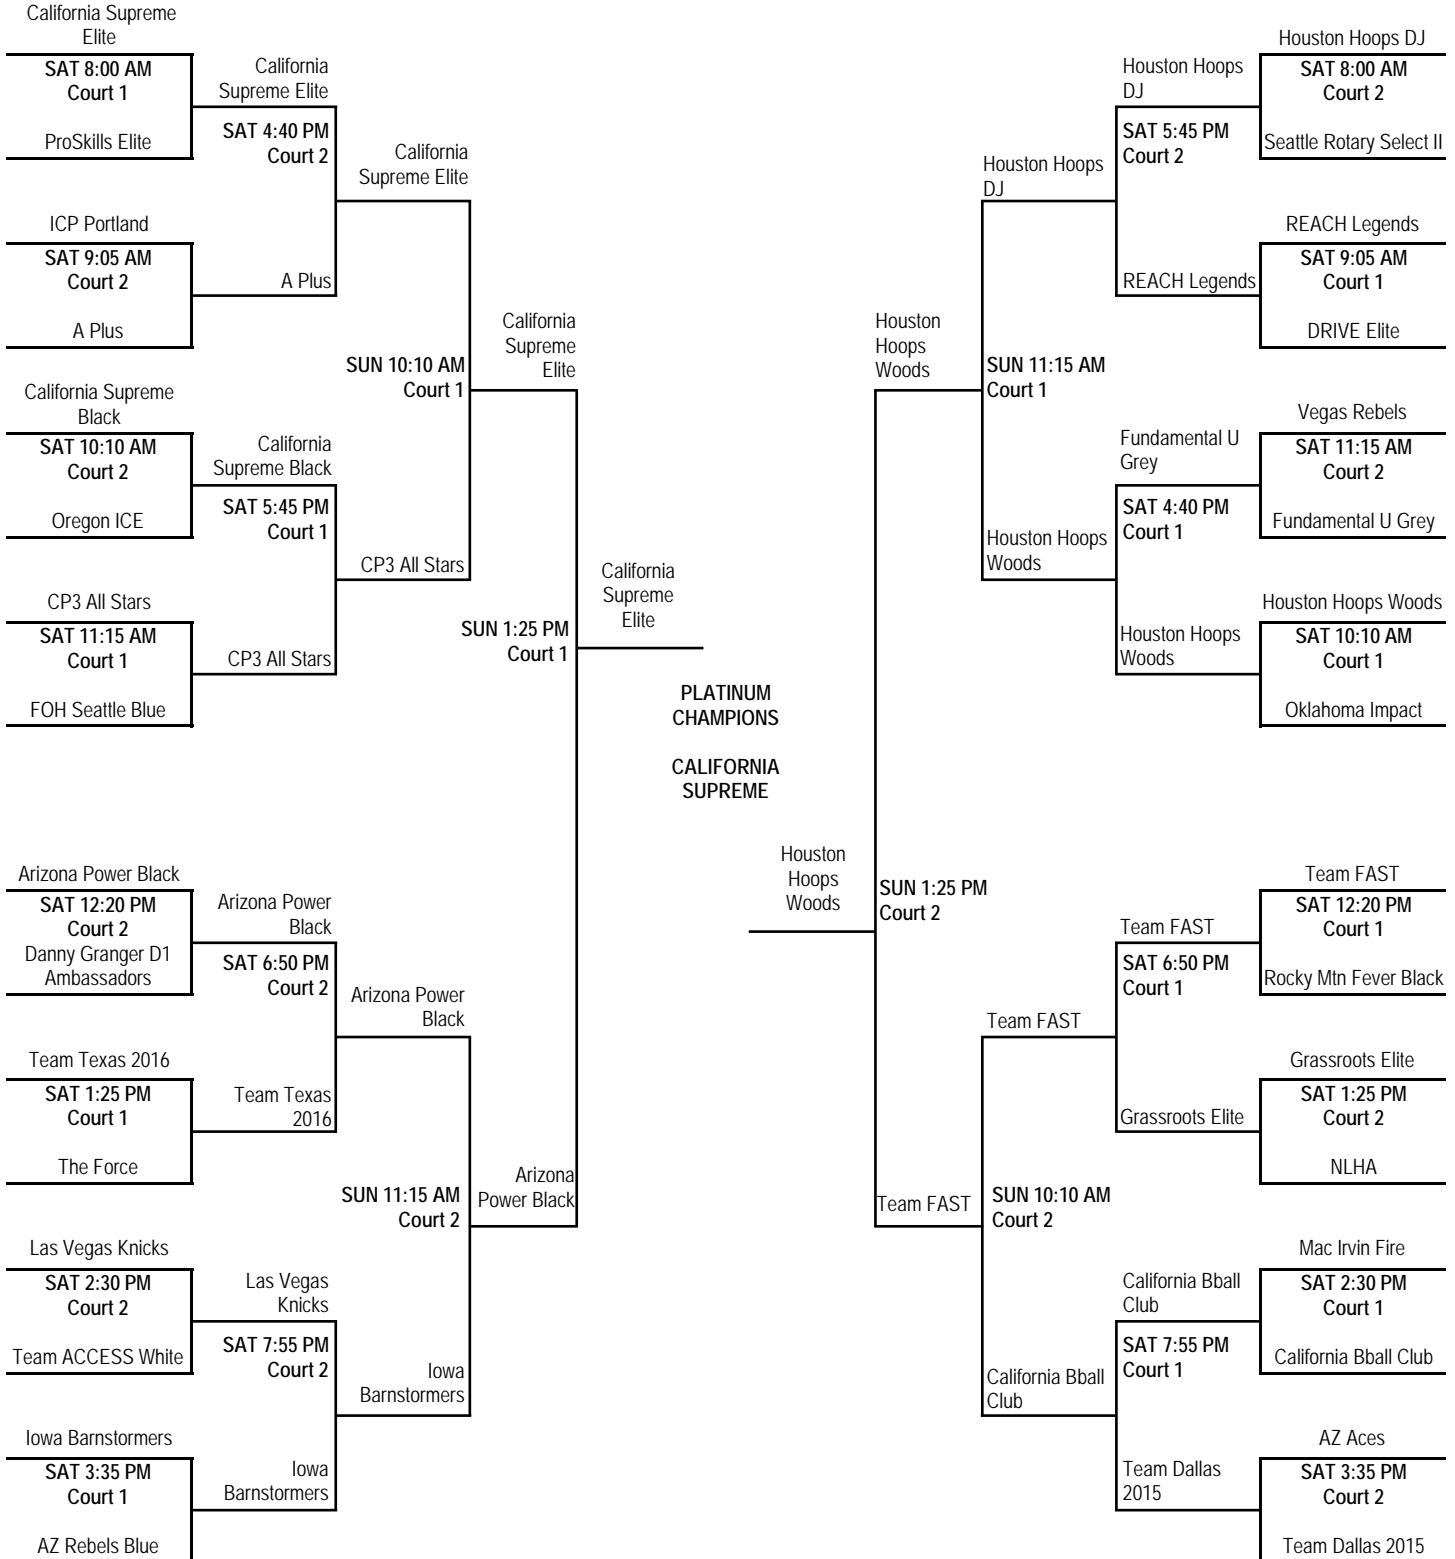 California Supreme
Elite
SAT 8:00 AM
Court 1
ProSkills Elite
ICP Portland
SAT 9:05 AM
Court 2
A Plus
California Supreme
Black
SAT 10:10 AM
Court 2
Oregon ICE
CP3 All Stars
SAT 11:15 AM
Court 1
FOH Seattle Blue
Arizona Power Black
SAT 12:20 PM
Court 2
Danny Granger D1
Ambassadors
Team Texas 2016
SAT 1:25 PM
Court 1
The Force
Las Vegas Knicks
SAT 2:30 PM
Court 2
Team ACCESS White
Iowa Barnstormers
SAT 3:35 PM
Court 1
AZ Rebels Blue
California
Supreme Elite
SAT 4:40 PM
Court 2
A Plus
California
Supreme Black
SAT 5:45 PM
Court 1
CP3 All Stars
Arizona Power
Black
SAT 6:50 PM
Court 2
Team Texas
2016
Las Vegas
Knicks
SAT 7:55 PM
Court 2
Iowa
Barnstormers
California
Supreme Elite
SUN 10:10 AM
Court 1
CP3 All Stars
Arizona Power
Black
SUN 11:15 AM
Court 2
Iowa
Barnstormers
California
Supreme
Elite
SUN 1:25 PM
Court 1
Arizona
Power Black
California
Supreme
Elite
PLATINUM
CHAMPIONS
CALIFORNIA
SUPREME
Houston
Hoops
Woods
Houston
Hoops
Woods
SUN 1:25 PM
Court 2
Team FAST
Houston Hoops
DJ
SUN 11:15 AM
Court 1
Houston Hoops
Woods
Team FAST
SUN 10:10 AM
Court 2
California Bball
Club
Houston Hoops
DJ
SAT 5:45 PM
Court 2
REACH Legends
Fundamental U
Grey
SAT 4:40 PM
Court 1
Houston Hoops
Woods
Team FAST
SAT 6:50 PM
Court 1
Grassroots Elite
California Bball
Club
SAT 7:55 PM
Court 1
Team Dallas
2015
Houston Hoops DJ
SAT 8:00 AM
Court 2
Seattle Rotary Select II
REACH Legends
SAT 9:05 AM
Court 1
DRIVE Elite
Vegas Rebels
SAT 11:15 AM
Court 2
Fundamental U Grey
Houston Hoops Woods
SAT 10:10 AM
Court 1
Oklahoma Impact
Team FAST
SAT 12:20 PM
Court 1
Rocky Mtn Fever Black
Grassroots Elite
SAT 1:25 PM
Court 2
NLHA
Mac Irvin Fire
SAT 2:30 PM
Court 1
California Bball Club
AZ Aces
SAT 3:35 PM
Court 2
Team Dallas 2015